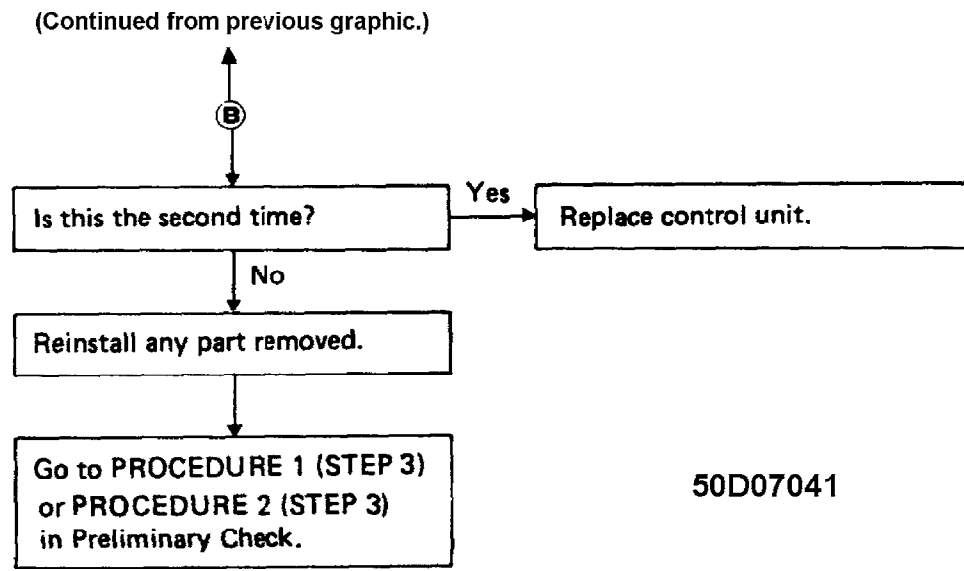 (Continued from previous graphic.)
B
Is this the second time?
Yes
Replace control unit.
No
Reinstall any part removed.
Go to PROCEDURE 1 (STEP 3)
or PROCEDURE 2 (STEP 3)
in Preliminary Check.
50D07041